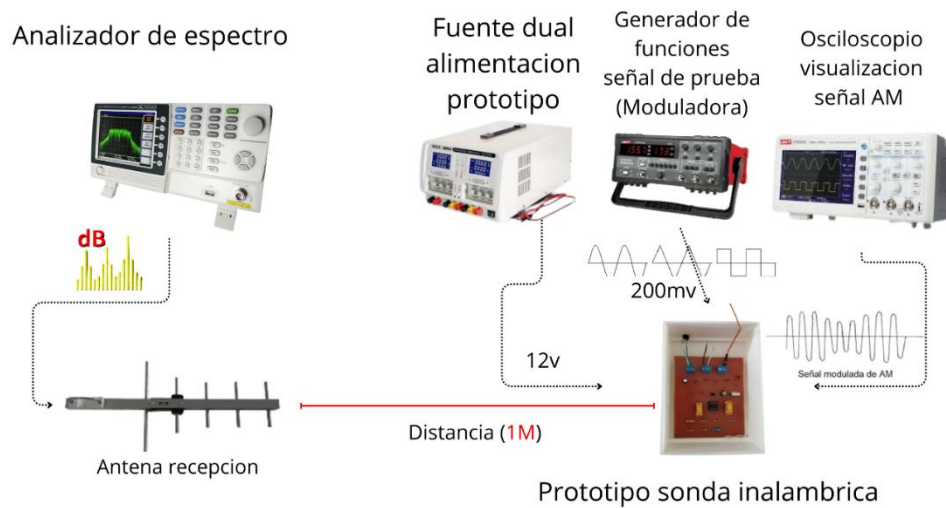 Analizador de espectro
Fuente dual
alimentacion
prototipo
Generador de
funciones
señal de prueba
(Moduladora)
Osciloscopio
visualizacion
señal AM
dB
200mv
12v
Señal modulada de AM
Distancia (1M)
Antena recepcion
Prototipo sonda inalambrica